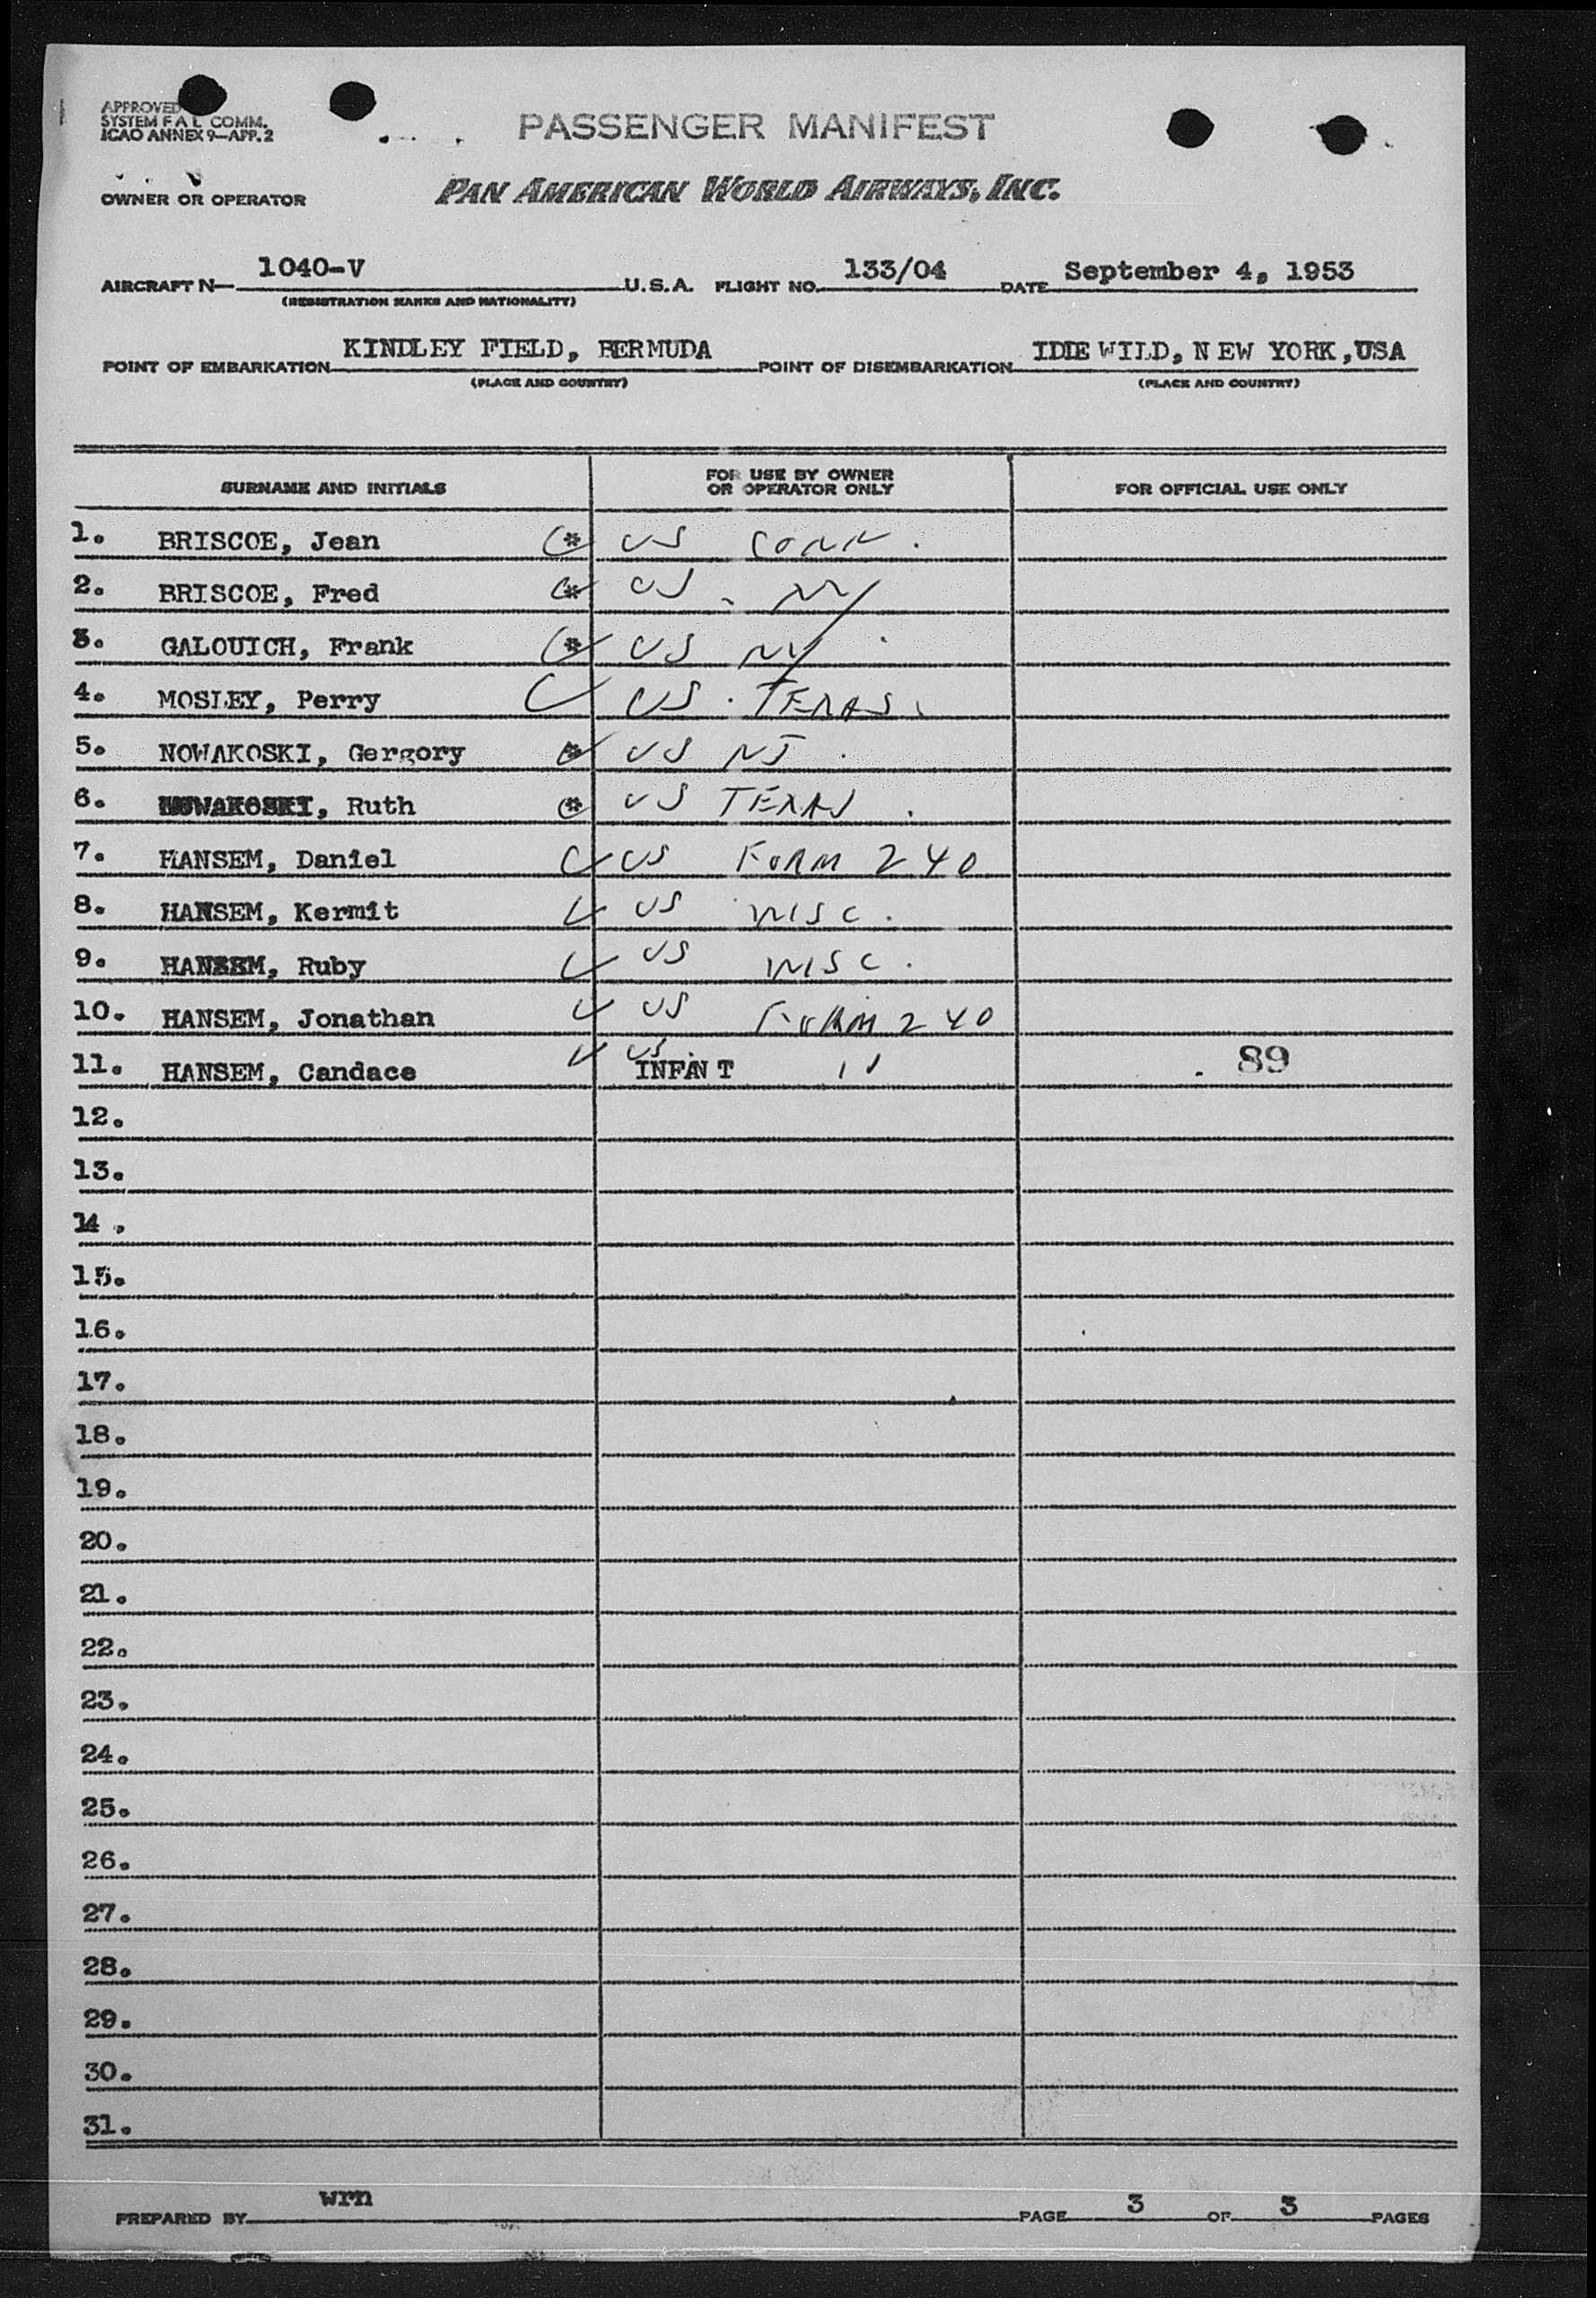 APPROVED
SYSTEM F A L COMM.
ICAO ANNEX 9—APP. 2
PASSENGER MANIFEST
OWNER OR OPERATOR PAN AMERICAN WORLD AIRWAYS, INC.
AIRCRAFT N— 1040-V U.S.A. FLIGHT NO. 133/04 DATE September 4, 1953
(REGISTRATION MARKS AND NATIONALITY)
POINT OF EMBARKATION KINDLEY FIELD, BERMUDA POINT OF DISEMBARKATION IDLEWILD, NEW YORK, USA
(PLACE AND COUNTRY) (PLACE AND COUNTRY)
SURNAME AND INITIALS FOR USE BY OWNER OR OPERATOR ONLY FOR OFFICIAL USE ONLY
1. BRISCOE, Jean * US CONN.
2. BRISCOE, Fred * US NY
3. GALOUICH, Frank * US NY
4. MOSLEY, Perry US TEXAS
5. NOWAKOSKI, Gergory * US NJ
6. NOWAKOSKI, Ruth * US TEXAS
7. HANSEM, Daniel US FORM 240
8. HANSEM, Kermit US WISC.
9. HANSEM, Ruby US WISC.
10. HANSEM, Jonathan US FORM 240
11. HANSEM, Candace US INFANT " 89
12.
13.
14.
15.
16.
17.
18.
19.
20.
21.
22.
23.
24.
25.
26.
27.
28.
29.
30.
31.
PREPARED BY wrn PAGE 3 OF 3 PAGES